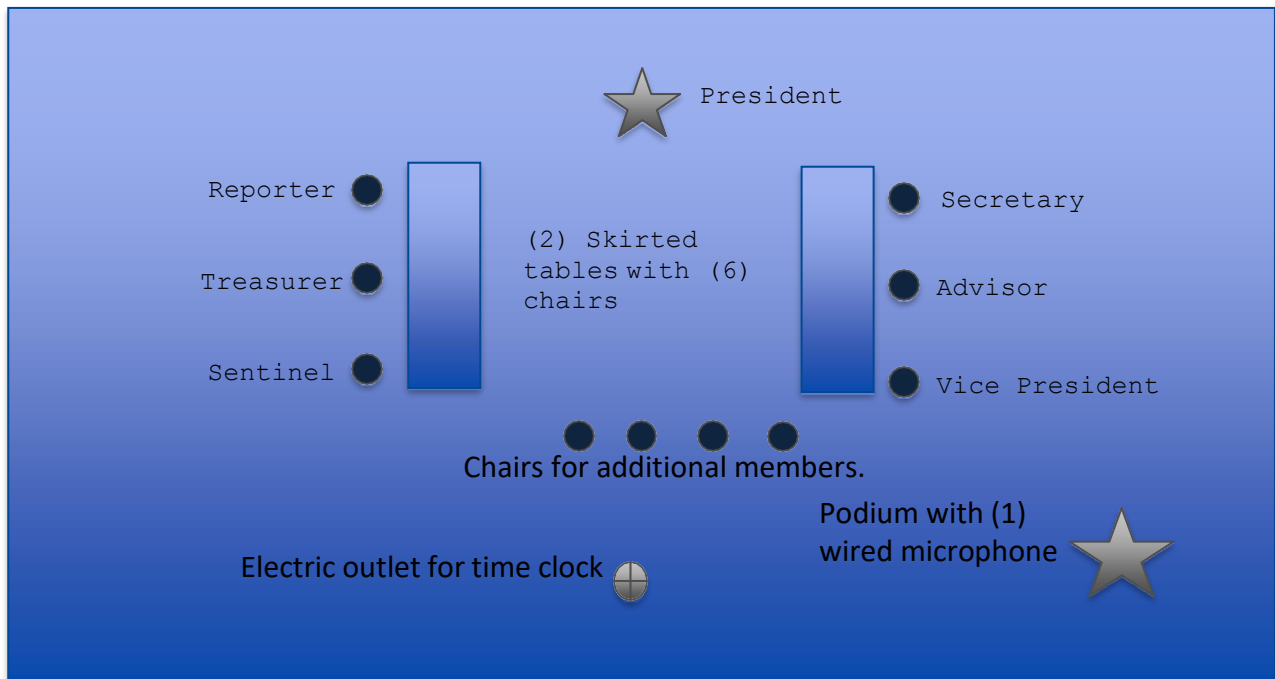 President
Reporter
Secretary
(2) Skirted
tables with (6)
chairs
Treasurer
Advisor
Sentinel
Vice President
Chairs for additional members.
Podium with (1)
wired microphone
Electric outlet for time clock